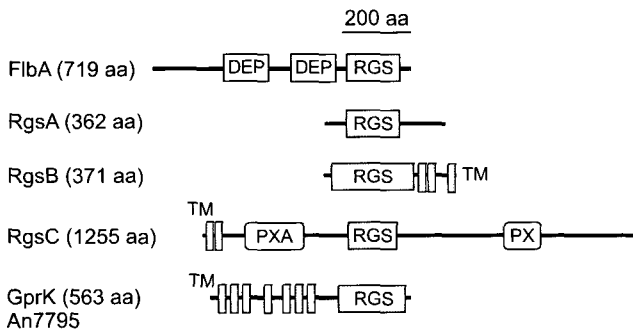 200 aa
FlbA (719 aa) DEP DEP RGS
RgsA (362 aa) RGS
RgsB (371 aa) RGS TM
TM
RgsC (1255 aa) PXA RGS PX
TM
GprK (563 aa) RGS
An7795